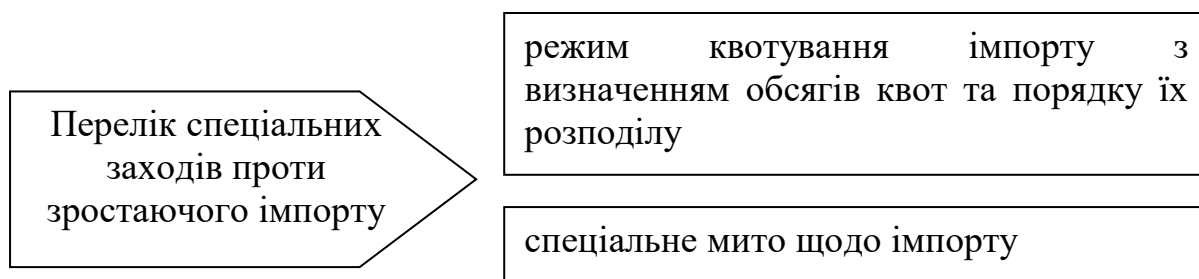 Перелік спеціальних
заходів проти
зростаючого імпорту
режим квотування імпорту з
визначенням обсягів квот та порядку їх
розподілу
спеціальне мито щодо імпорту